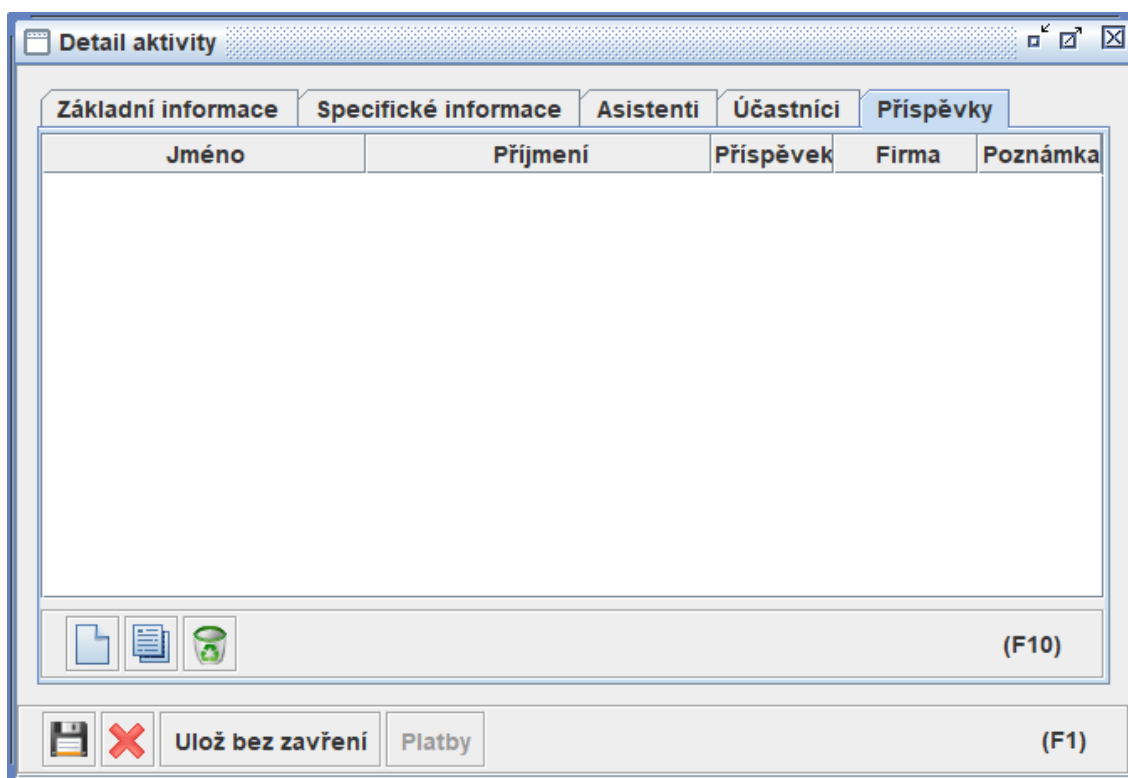 Detail aktivity
Základní informace Specifické informace Asistenti Účastníci Příspěvky
Jméno Příjmení Příspěvek Firma Poznámka
(F10)
Ulož bez zavření Platby (F1)